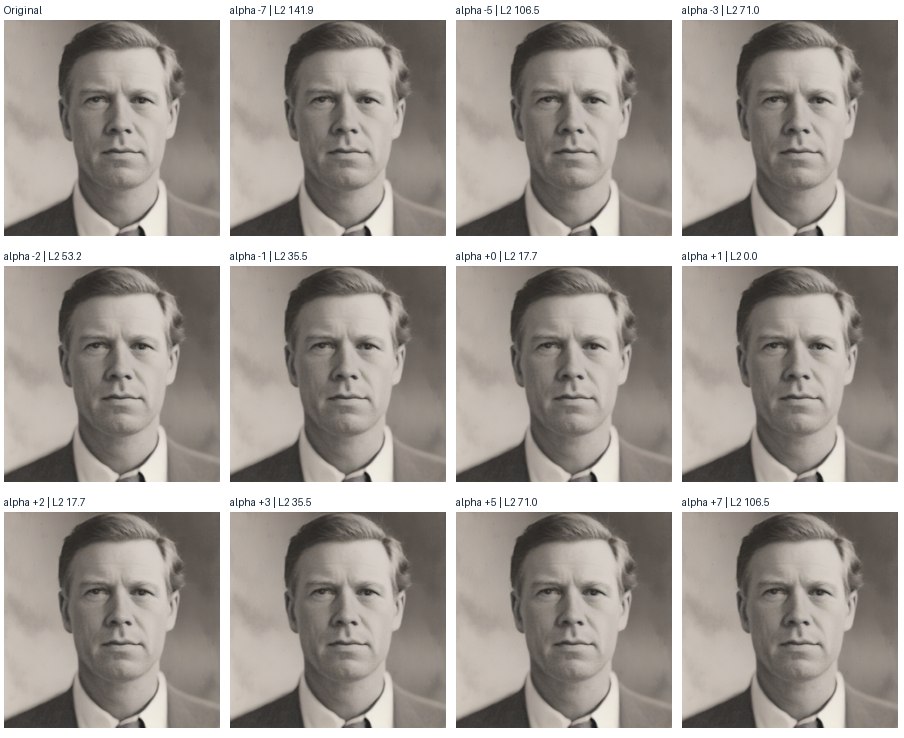 Original
alpha -7 | L2 141.9
alpha -5 | L2 106.5
alpha -3 | L2 71.0
alpha -2 | L2 53.2
alpha -1 | L2 35.5
alpha +0 | L2 17.7
alpha +1 | L2 0.0
alpha +2 | L2 17.7
alpha +3 | L2 35.5
alpha +5 | L2 71.0
alpha +7 | L2 106.5